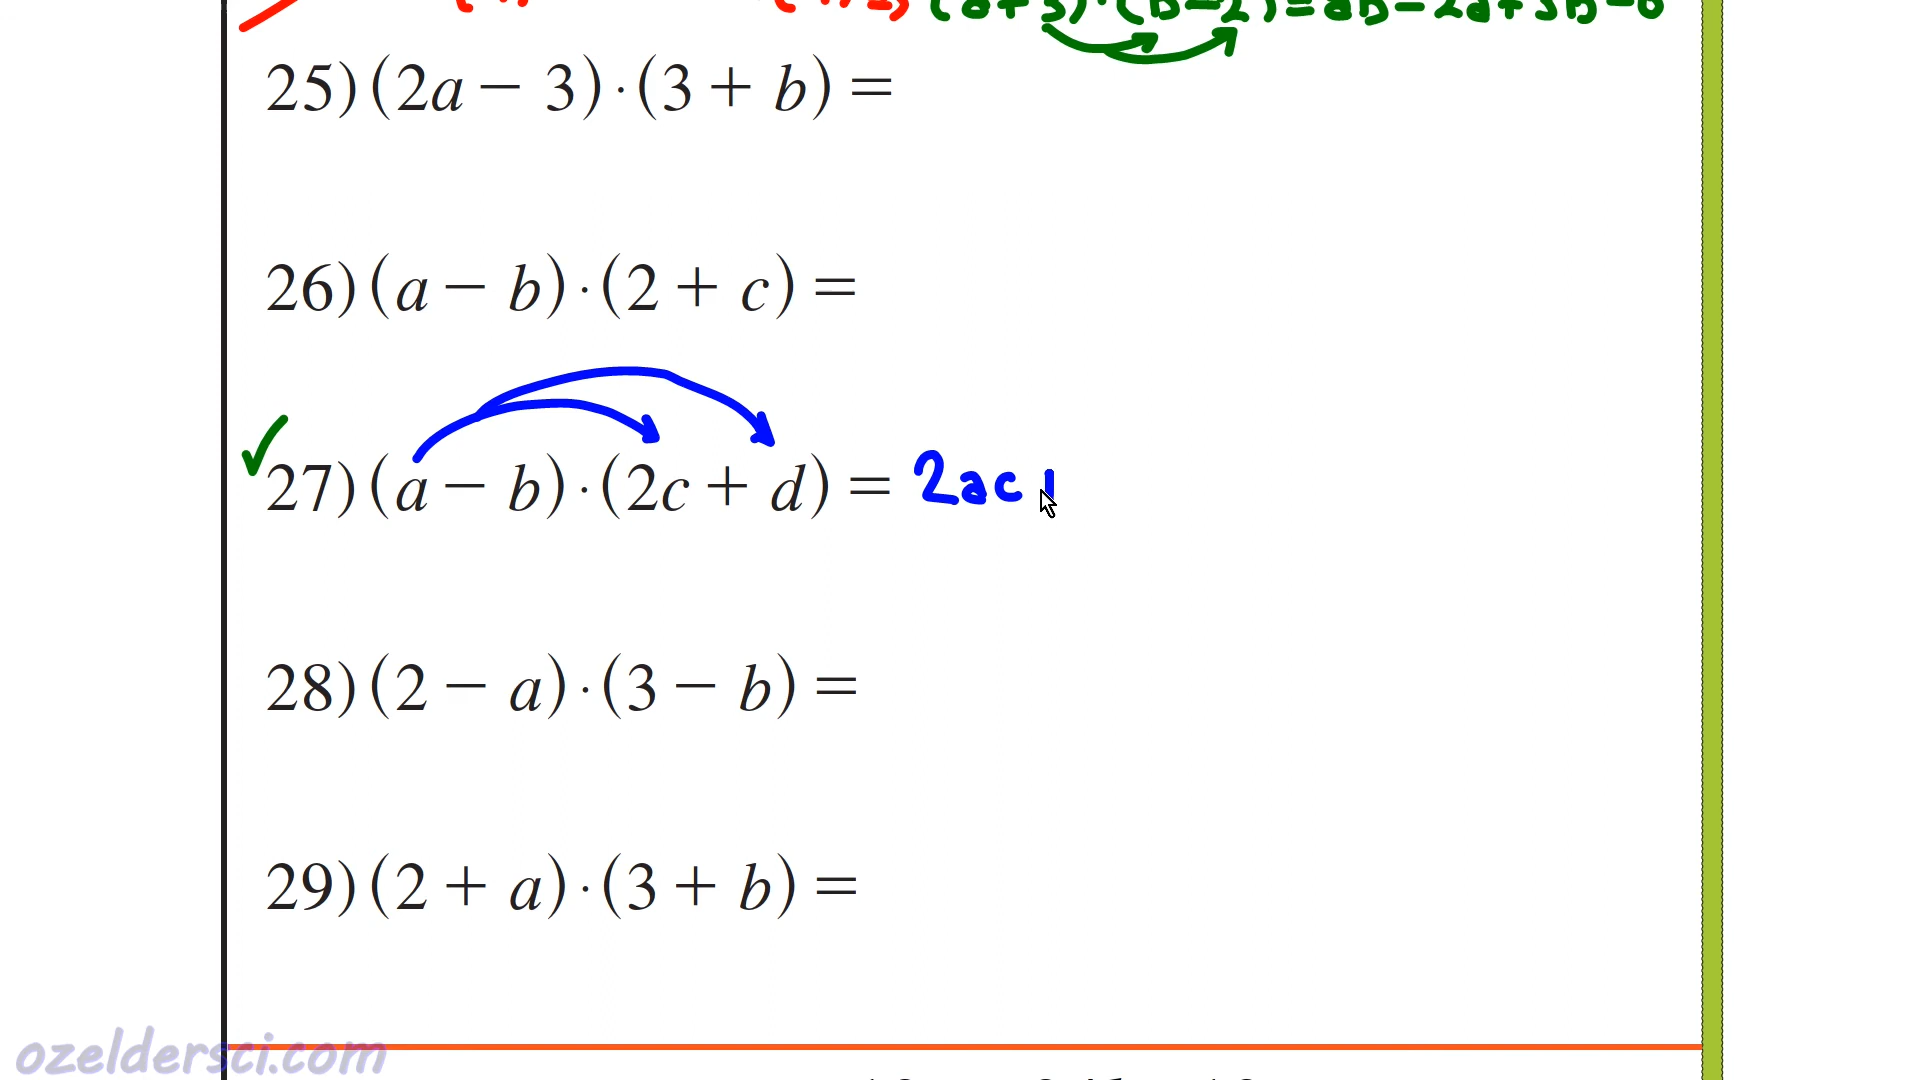 (a+3)·(b-2)=ab-2a+3b-6
25) (2a − 3) · (3 + b) =
26) (a − b) · (2 + c) =
27) (a − b) · (2c + d) = 2ac
28) (2 − a) · (3 − b) =
29) (2 + a) · (3 + b) =
ozeldersci.com